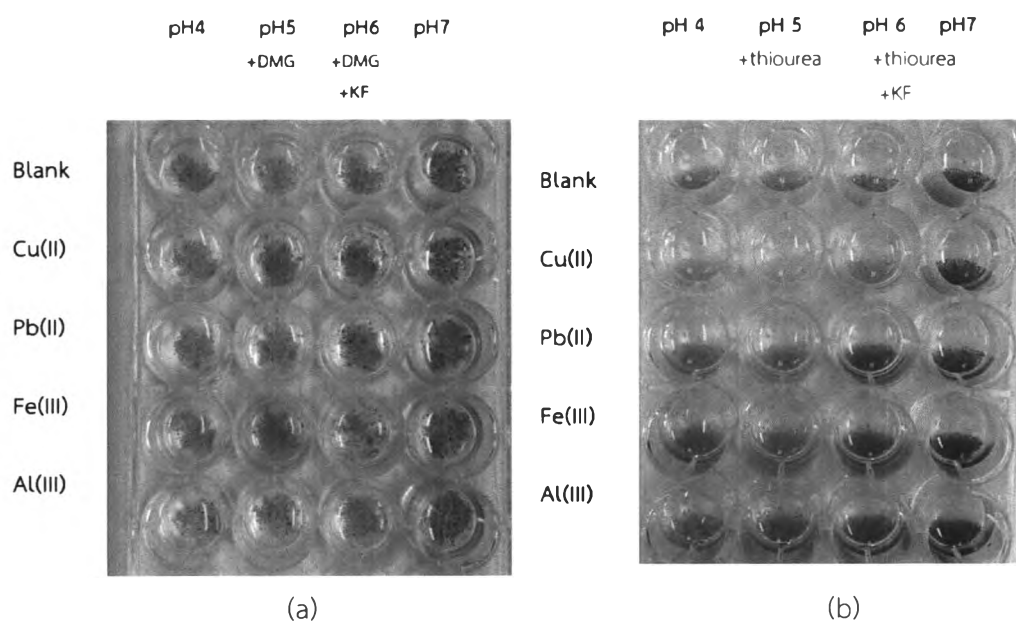 pH4 pH5 pH6 pH7
+DMG +DMG
+KF
Blank
Cu(II)
Pb(II)
Fe(III)
Al(III)
(a)
pH 4 pH 5 pH 6 pH7
+thiourea +thiourea
+KF
Blank
Cu(II)
Pb(II)
Fe(III)
Al(III)
(b)